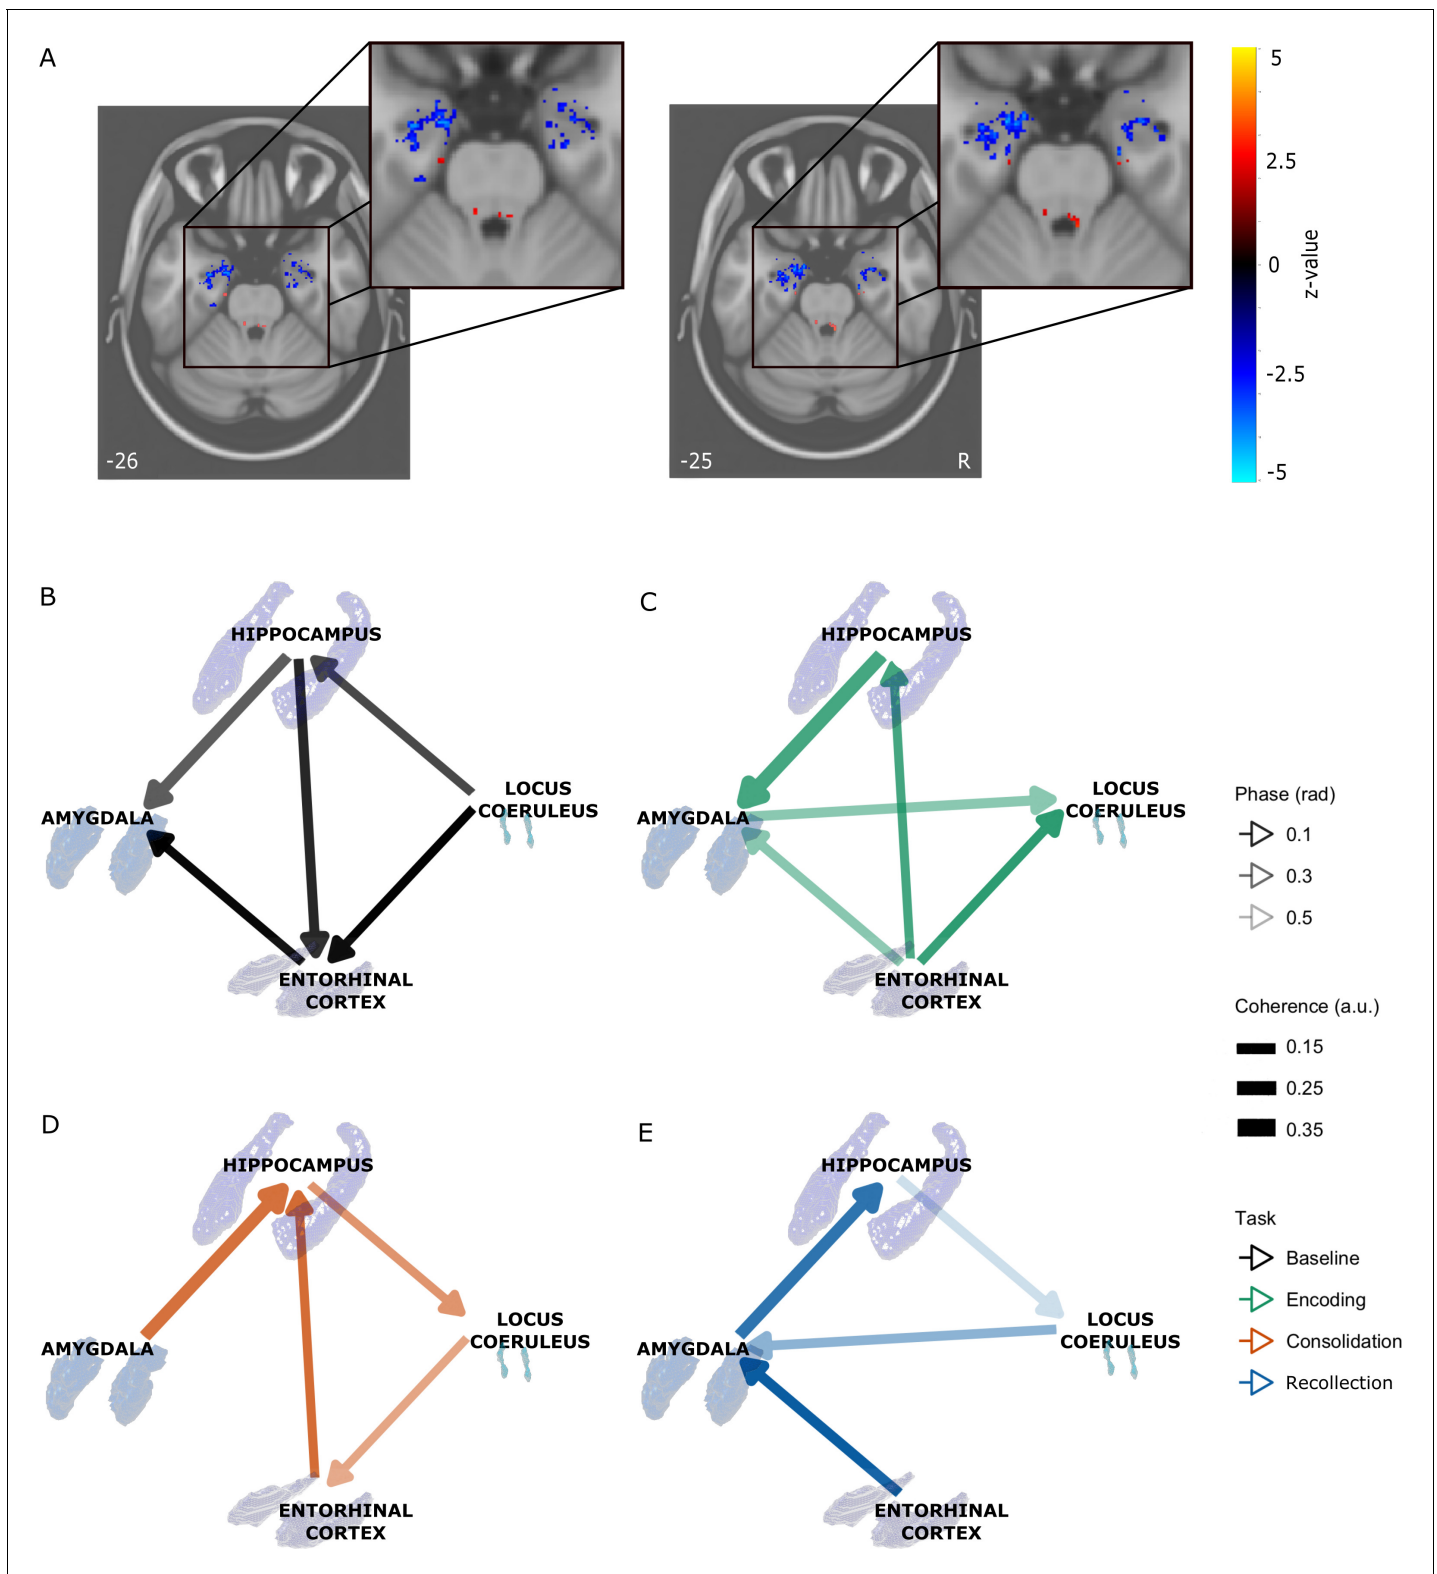 A
5
2.5
0
-2.5
-5
z-value
-26
-25
R
B
HIPPOCAMPUS
LOCUS
COERULEUS
AMYGDALA
ENTORHINAL
CORTEX
C
HIPPOCAMPUS
LOCUS
COERULEUS
AMYGDALA
ENTORHINAL
CORTEX
Phase (rad)
0.1
0.3
0.5
Coherence (a.u.)
0.15
0.25
0.35
D
HIPPOCAMPUS
LOCUS
COERULEUS
AMYGDALA
ENTORHINAL
CORTEX
E
HIPPOCAMPUS
LOCUS
COERULEUS
AMYGDALA
ENTORHINAL
CORTEX
Task
Baseline
Encoding
Consolidation
Recollection